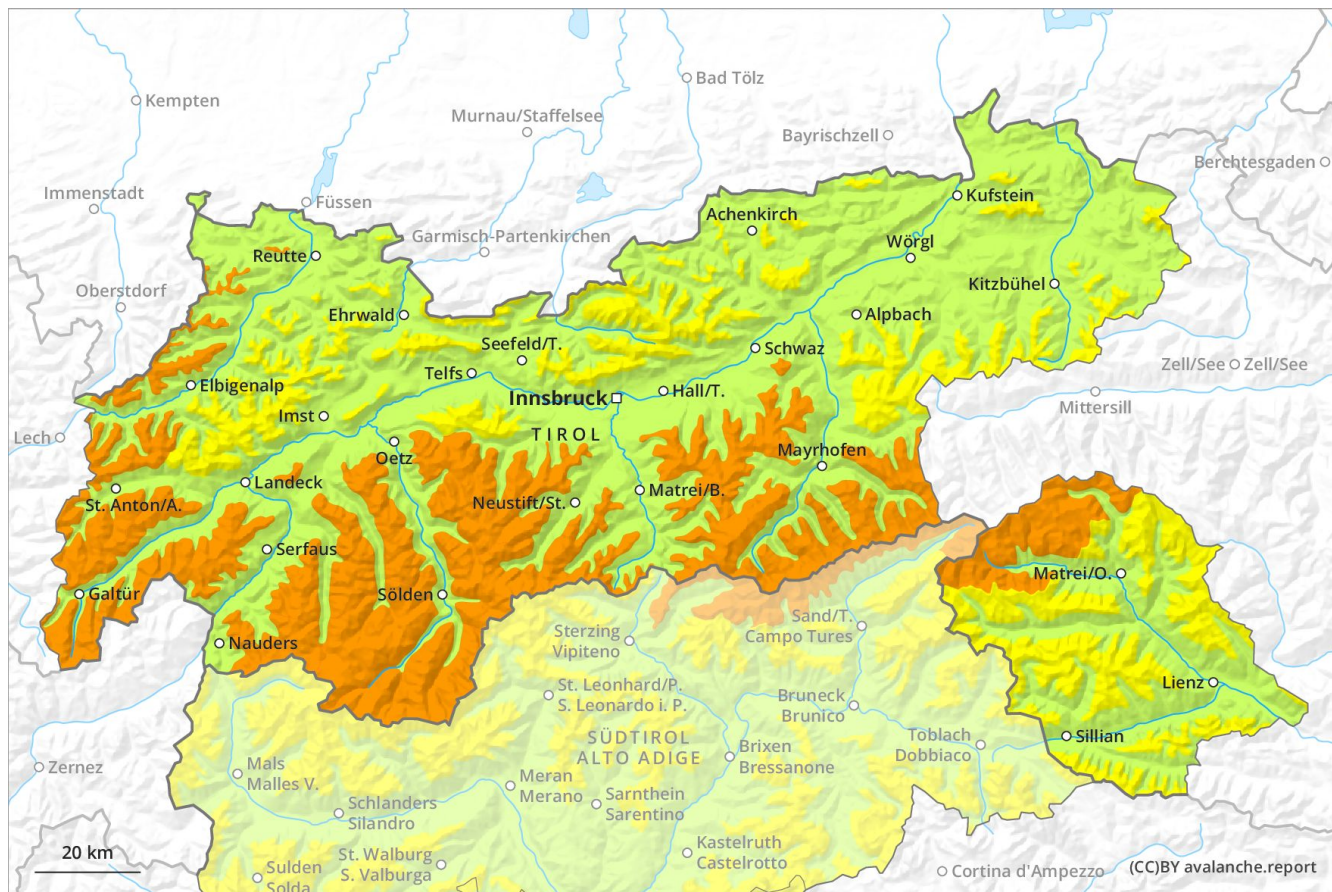 Kempten
Bad Tölz
Murnau/Staffelsee
Bayrischzell
Berchtesgaden
Immenstadt
Füssen
Kufstein
Achenkirch
Garmisch-Partenkirchen
Wörgl
Reutte
Oberstdorf
Kitzbühel
Ehrwald
Alpbach
Seefeld/T.
Schwaz
Zell/See
Zell/See
Telfs
Elbigenalp
Hall/T.
Innsbruck
Mittersill
Imst
TIROL
Lech
Mayrhofen
Oetz
Landeck
Matrei/B.
St. Anton/A.
Neustift/St.
Serfaus
Matrei/O.
Galtür
Sölden
Sand/T.
Campo Tures
Sterzing
Vipiteno
Nauders
Lienz
St. Leonhard/P.
S. Leonardo i. P.
Bruneck
Brunico
SÜDTIROL
ALTO ADIGE
Toblach
Dobbiaco
Sillian
Brixen
Bressanone
Zernez
Mals
Malles V.
Meran
Merano
Sarnthein
Sarentino
Schlanders
Silandro
Kastelruth
Castelrotto
20 km
St. Walburg
S. Valburga
Sulden
Solda
Cortina d'Ampezzo
(CC)BY avalanche.report